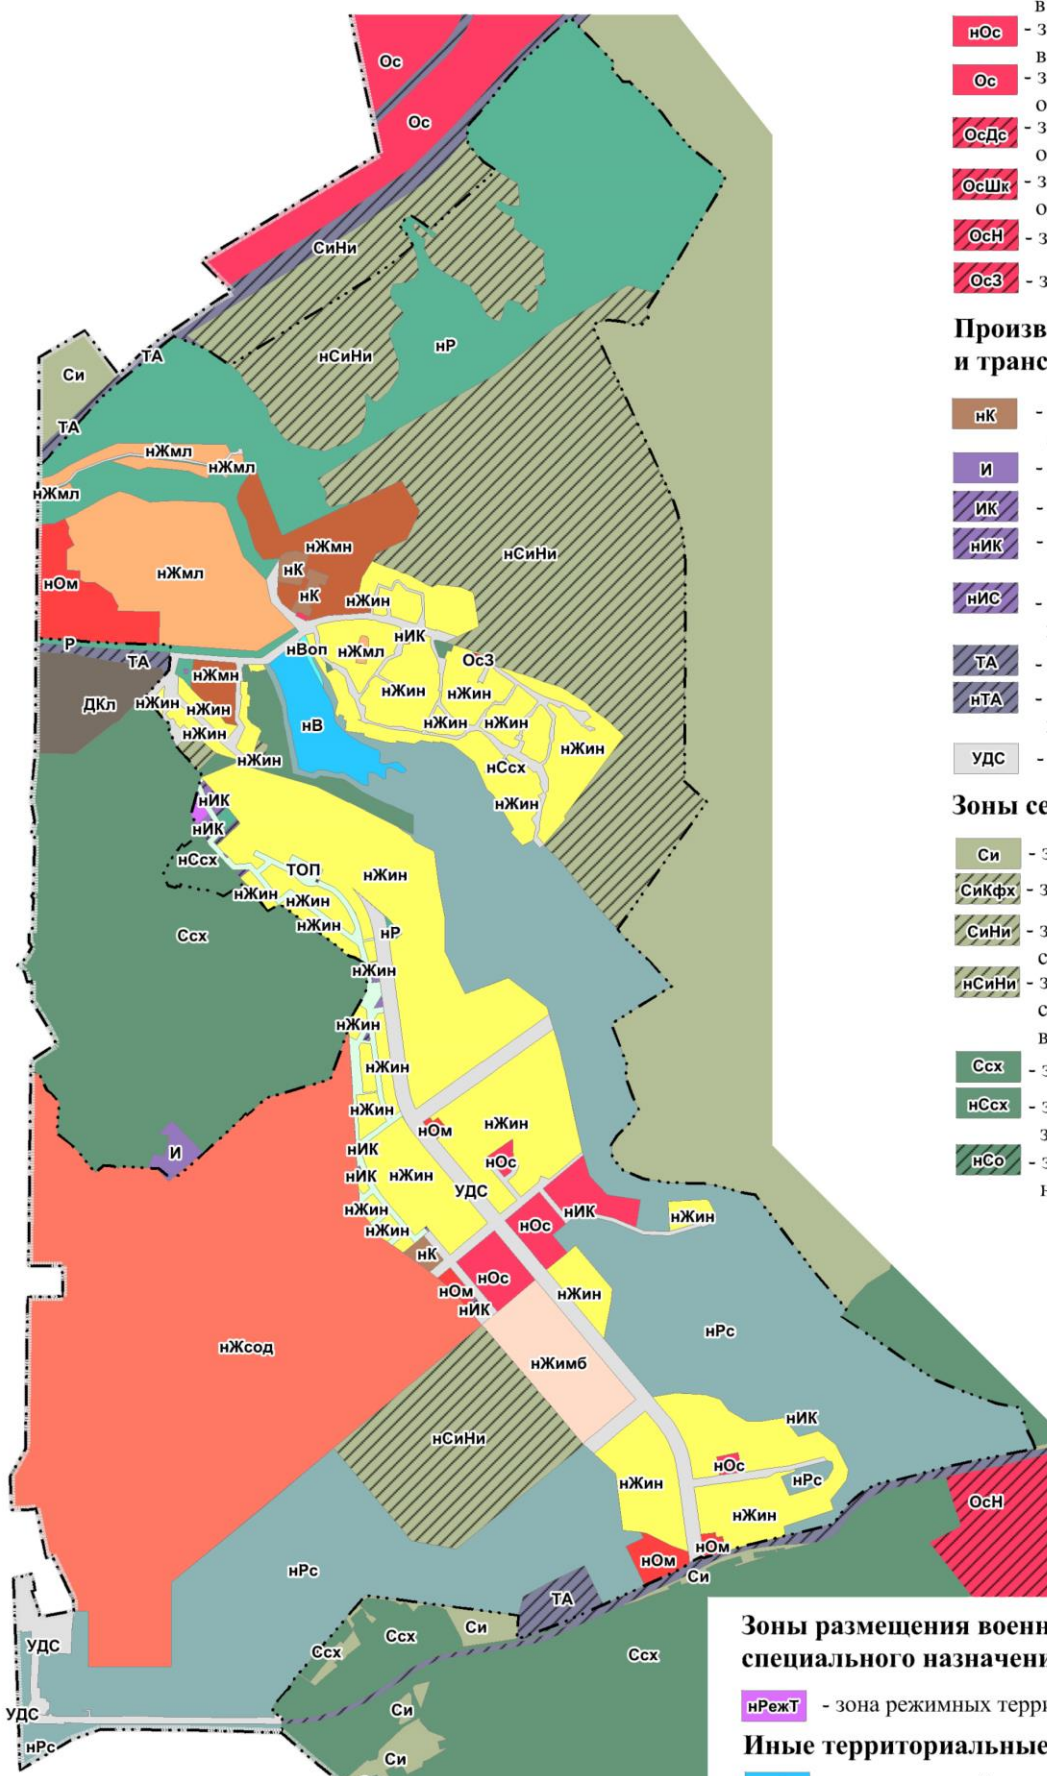 в
нОс - з
в
Ос - з
о
ОсДс - з
о
ОсШк - з
о
ОсН - з
ОсЗ - з
Произв
и транс
нК -
И -
ИК -
нИК -
нИС -
ТА -
нТА -
УДС -
Зоны се
Си - з
СиКфх - з
СиНи - з
с
нСиНи - з
с
в
Ссх - з
нСсх - з
з
нСо - з
н
Ос
Ос
СиНи
нСиНи
нР
ТА
Си
ТА
нЖмл
нЖмл
нЖмл
нЖмн
нСиНи
нЖмл
нОм
нК
нК
нЖин
нИК
Р
нВоп
нЖмл
ОсЗ
ТА
нЖмн
ДКл
нЖин
нЖин
нЖин
нЖин
нВ
нЖин
нЖин
нЖин
нЖин
нЖин
нЖин
нСсх
нЖин
нИК
нИК
нСсх
ТОП
нЖин
нЖин
нЖин
нЖин
Ссх
нР
нЖин
нЖин
нЖин
нЖин
нОм
нЖин
И
нИК
нОс
нИК
нЖин
УДС
нЖин
нИК
нЖин
нОс
нЖин
нК
нОс
нОм
нЖин
нИК
нРс
нЖсод
нЖимб
нИК
нСиНи
нОс
нЖин
нРс
ОсН
нЖин
нОм
нОм
нРс
Си
ТА
Си
Ссх
Ссх
УДС
Ссх
Си
УДС
нРс
Си
Зоны размещения военн
специального назначени
нРежТ - зона режимных терри
Иные территориальные